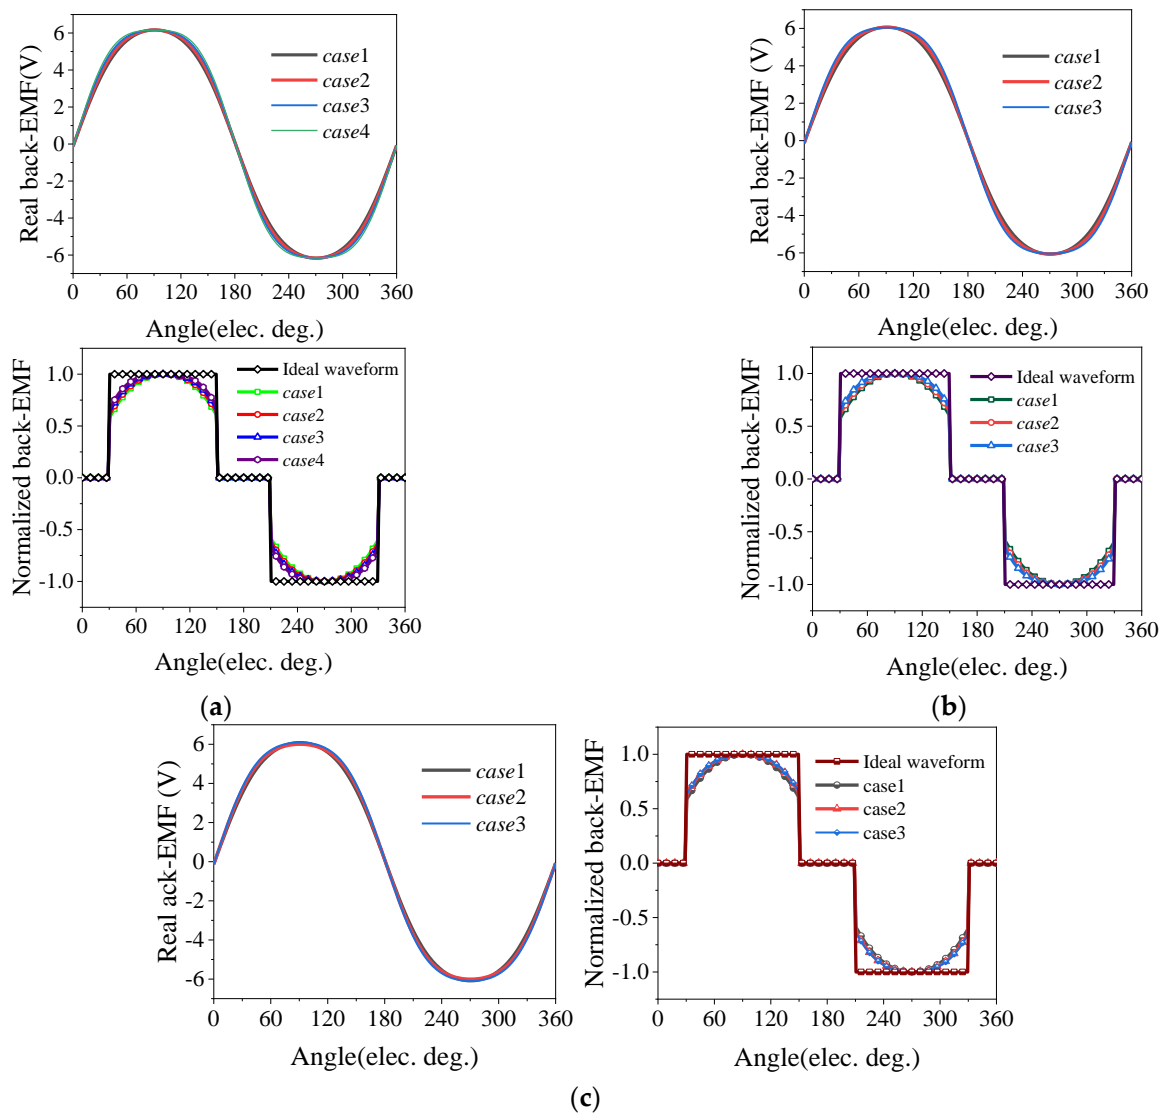 Real back-EMF(V)
6
4
2
0
-2
-4
-6
0 60 120 180 240 300 360
Angle(elec. deg.)
case1
case2
case3
case4
Real back-EMF (V)
6
4
2
0
-2
-4
-6
0 60 120 180 240 300 360
Angle(elec. deg.)
case1
case2
case3
Normalized back-EMF
1.0
0.5
0.0
-0.5
-1.0
0 60 120 180 240 300 360
Angle(elec. deg.)
Ideal waveform
case1
case2
case3
case4
(a)
Normalized back-EMF
1.0
0.5
0.0
-0.5
-1.0
0 60 120 180 240 300 360
Angle(elec. deg.)
Ideal waveform
case1
case2
case3
(b)
Real ack-EMF (V)
6
4
2
0
-2
-4
-6
0 60 120 180 240 300 360
Angle(elec. deg.)
case1
case2
case3
Normalized back-EMF
1.0
0.5
0.0
-0.5
-1.0
0 60 120 180 240 300 360
Angle(elec. deg.)
Ideal waveform
case1
case2
case3
(c)